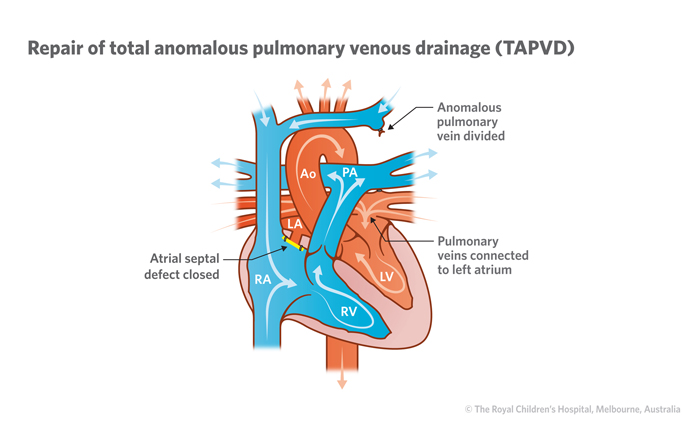 Repair of total anomalous pulmonary venous drainage (TAPVD)
Anomalous
pulmonary
vein divided
Ao
PA
LA
Atrial septal
defect closed
Pulmonary
veins connected
to left atrium
RA
LV
RV
© The Royal Children's Hospital, Melbourne, Australia